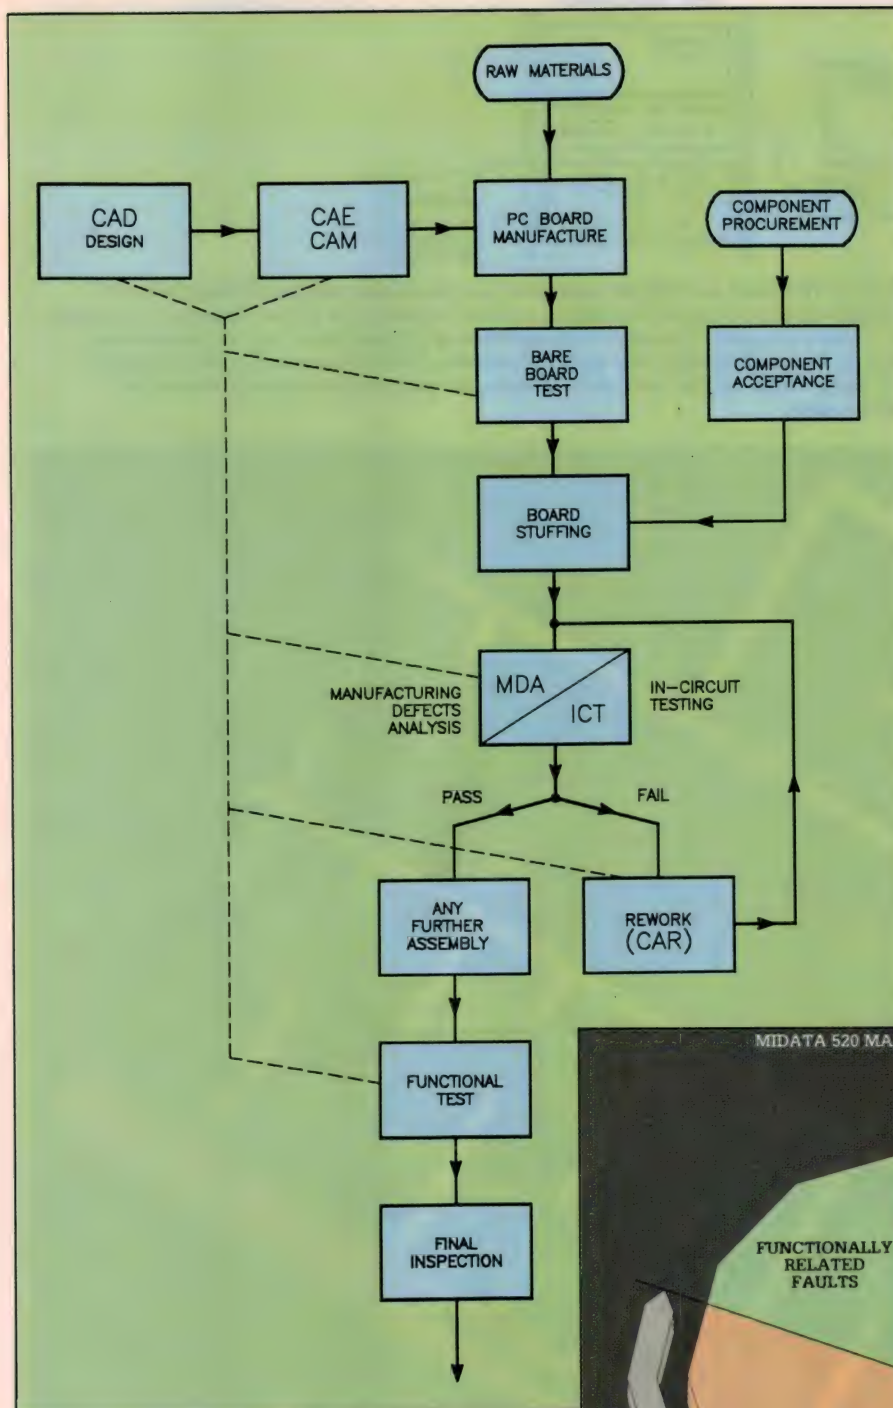 RAW MATERIALS
CAD
DESIGN
CAE
CAM
PC BOARD
MANUFACTURE
COMPONENT
PROCUREMENT
BARE
BOARD
TEST
COMPONENT
ACCEPTANCE
BOARD
STUFFING
MANUFACTURING
DEFECTS
ANALYSIS
MDA
ICT
IN-CIRCUIT
TESTING
PASS
FAIL
ANY
FURTHER
ASSEMBLY
REWORK
(CAR)
FUNCTIONAL
TEST
FINAL
INSPECTION
MIDATA 520 MA
FUNCTIONALLY
RELATED
FAULTS